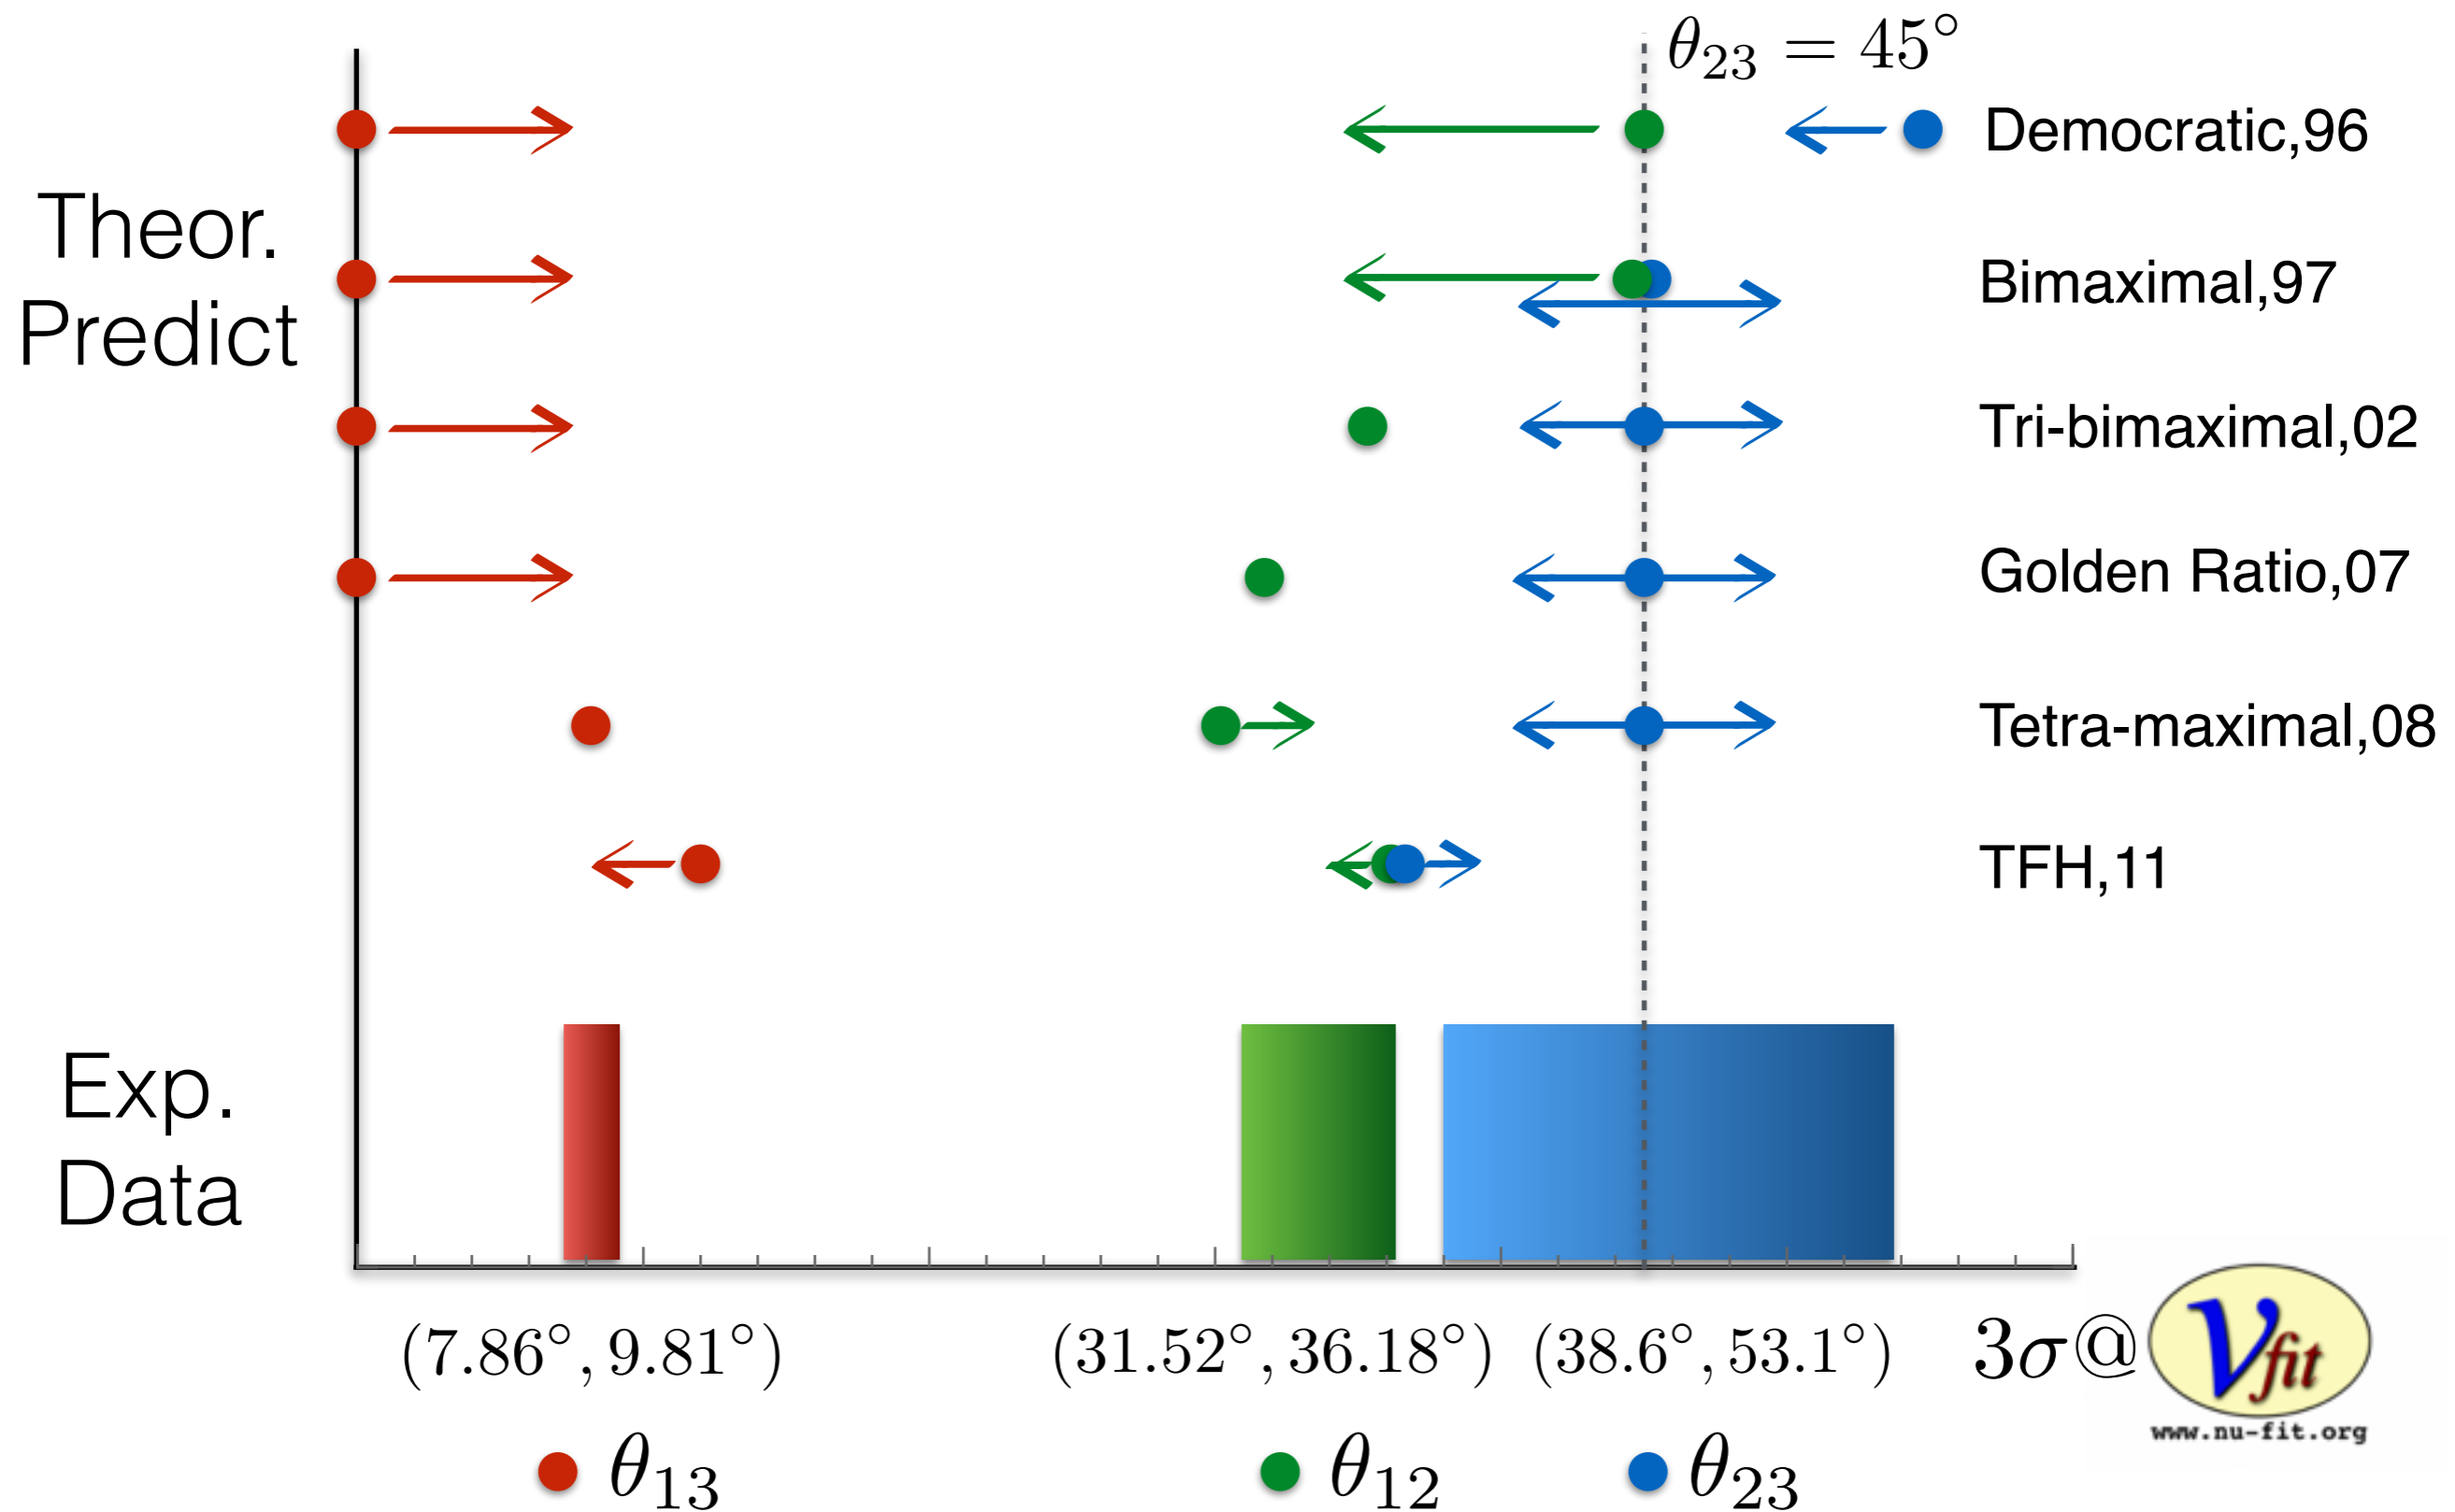 θ₂₃ = 45°
Democratic,96
Theor.
Predict
Bimaximal,97
Tri-bimaximal,02
Golden Ratio,07
Tetra-maximal,08
TFH,11
Exp.
Data
(7.86°, 9.81°) (31.52°, 36.18°) (38.6°, 53.1°) 3σ@ νfit
www.nu-fit.org
θ₁₃ θ₁₂ θ₂₃